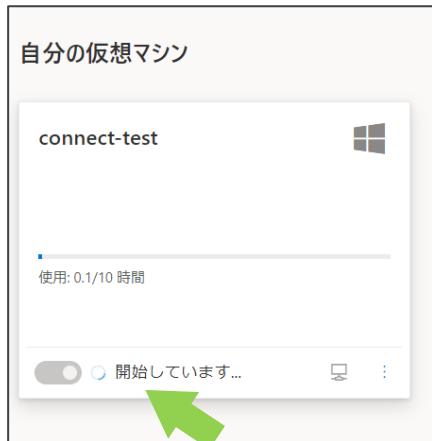 自分の仮想マシン
connect-test
使用: 0.1/10 時間
開始しています...